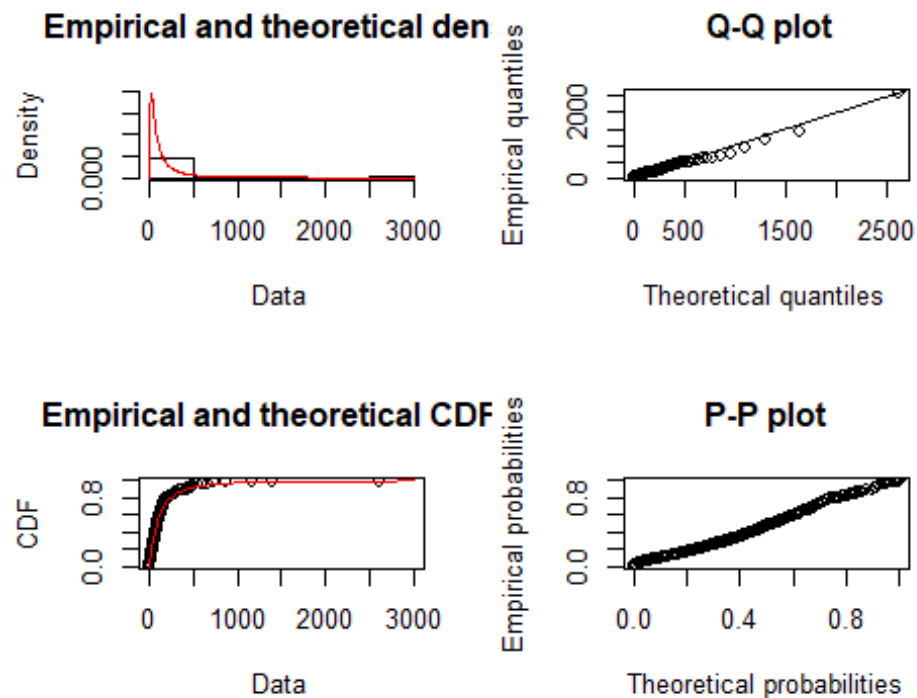 Empirical and theoretical den
Density
0.000
0 1000 2000 3000
Data
Q-Q plot
Empirical quantiles
0 2000
0 500 1500 2500
Theoretical quantiles
Empirical and theoretical CDF
CDF
0.0 0.8
0 1000 2000 3000
Data
P-P plot
Empirical probabilities
0.0 0.8
0.0 0.4 0.8
Theoretical probabilities